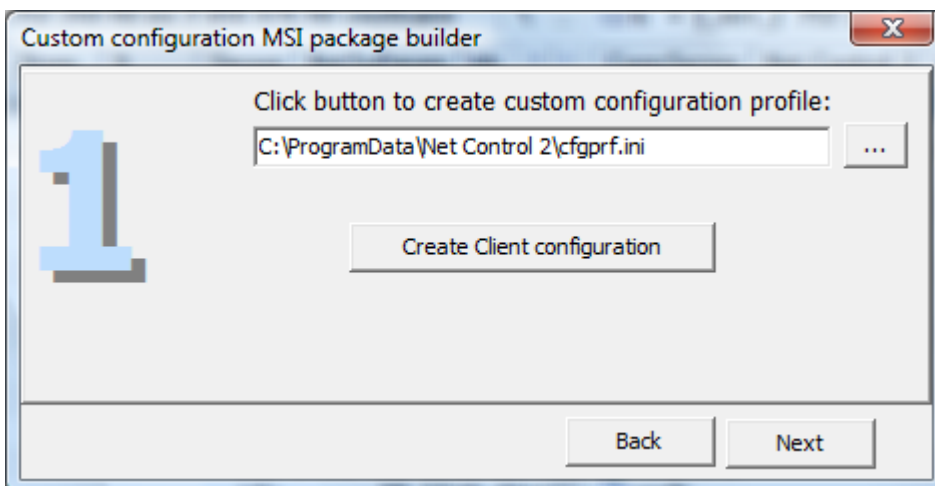 Custom configuration MSI package builder
X
1
Click button to create custom configuration profile:
C:\ProgramData\Net Control 2\cfgprf.ini
...
Create Client configuration
Back
Next